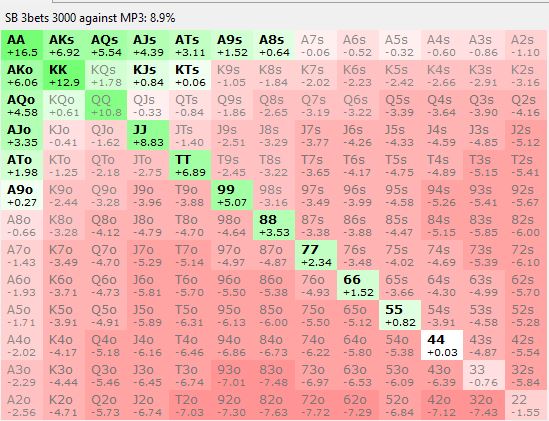 SB 3bets 3000 against MP3: 8.9%
AA AKs AQs AJs ATs A9s A8s A7s A6s A5s A4s A3s A2s
+16.5 +6.92 +5.54 +4.39 +3.11 +1.52 +0.64 -0.06 -0.52 -0.32 -0.60 -0.86 -1.10
AKo KK KQs KJs KTs K9s K8s K7s K6s K5s K4s K3s K2s
+6.06 +12.9 +1.78 +0.84 +0.06 -1.05 -1.84 -2.02 -2.23 -2.42 -2.66 -2.91 -3.16
AQo KQo QQ QJs QTs Q9s Q8s Q7s Q6s Q5s Q4s Q3s Q2s
+4.58 +0.61 +10.8 -0.33 -0.84 -1.86 -2.65 -3.19 -3.22 -3.39 -3.64 -3.90 -4.16
AJo KJo QJo JJ JTs J9s J8s J7s J6s J5s J4s J3s J2s
+3.35 -0.41 -1.62 +8.83 -1.40 -2.51 -3.29 -3.77 -4.26 -4.33 -4.59 -4.85 -5.12
ATo KTo QTo JTo TT T9s T8s T7s T6s T5s T4s T3s T2s
+1.98 -1.25 -2.18 -2.75 +6.89 -2.45 -3.22 -3.65 -4.17 -4.75 -4.89 -5.15 -5.41
A9o K9o Q9o J9o T9o 99 98s 97s 96s 95s 94s 93s 92s
+0.27 -2.44 -3.28 -3.96 -3.88 +5.07 -3.16 -3.49 -3.99 -4.58 -5.26 -5.41 -5.67
A8o K8o Q8o J8o T8o 98o 88 87s 86s 85s 84s 83s 82s
-0.66 -3.28 -4.12 -4.79 -4.70 -4.64 +3.53 -3.38 -3.88 -4.47 -5.15 -5.85 -6.00
A7o K7o Q7o J7o T7o 97o 87o 77 76s 75s 74s 73s 72s
-1.43 -3.49 -4.70 -5.29 -5.14 -4.97 -4.87 +2.34 -3.48 -4.02 -4.69 -5.39 -6.10
A6o K6o Q6o J6o T6o 96o 86o 76o 66 65s 64s 63s 62s
-1.93 -3.71 -4.73 -5.81 -5.70 -5.50 -5.38 -4.93 +1.52 -3.66 -4.30 -4.99 -5.70
A5o K5o Q5o J5o T5o 95o 85o 75o 65o 55 54s 53s 52s
-1.71 -3.91 -4.91 -5.89 -6.31 -6.13 -6.00 -5.50 -5.12 +0.82 -3.91 -4.58 -5.28
A4o K4o Q4o J4o T4o 94o 84o 74o 64o 54o 44 43s 42s
-2.02 -4.17 -5.18 -6.16 -6.46 -6.86 -6.73 -6.22 -5.80 -5.38 +0.03 -4.87 -5.54
A3o K3o Q3o J3o T3o 93o 83o 73o 63o 53o 43o 33 32s
-2.29 -4.44 -5.46 -6.45 -6.74 -7.01 -7.48 -6.97 -6.53 -6.09 -6.39 -0.76 -5.84
A2o K2o Q2o J2o T2o 92o 82o 72o 62o 52o 42o 32o 22
-2.56 -4.71 -5.73 -6.74 -7.03 -7.30 -7.63 -7.72 -7.29 -6.84 -7.12 -7.43 -1.55